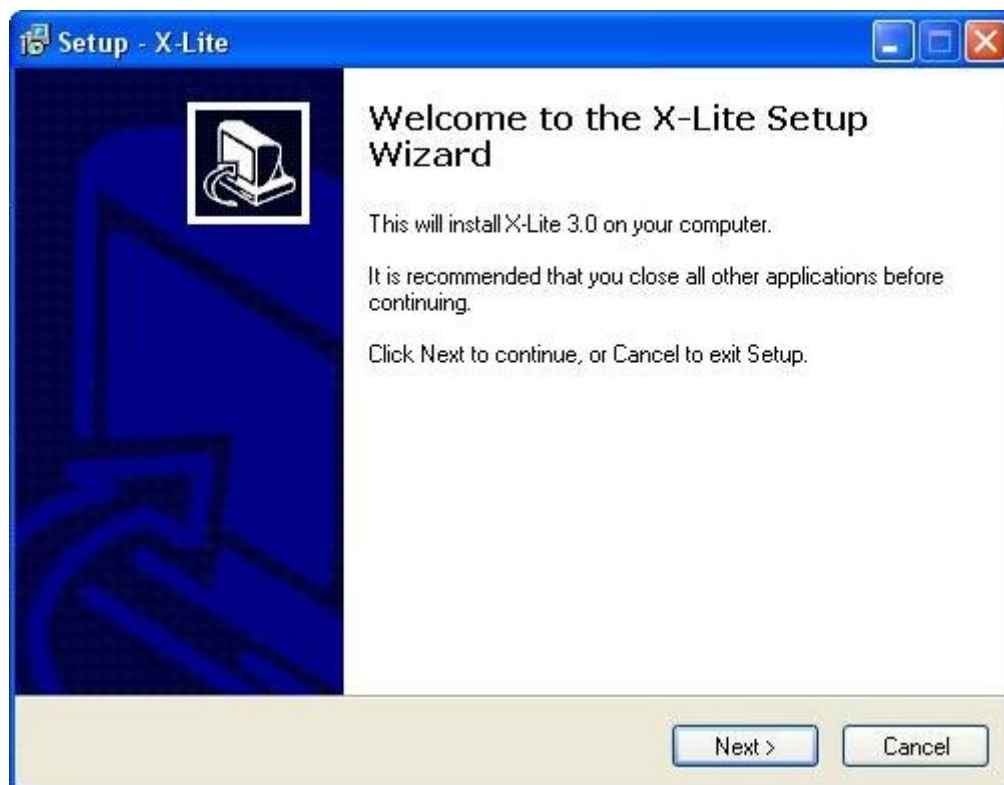 Setup - X-Lite
Welcome to the X-Lite Setup
Wizard
This will install X-Lite 3.0 on your computer.
It is recommended that you close all other applications before
continuing.
Click Next to continue, or Cancel to exit Setup.
Next >
Cancel